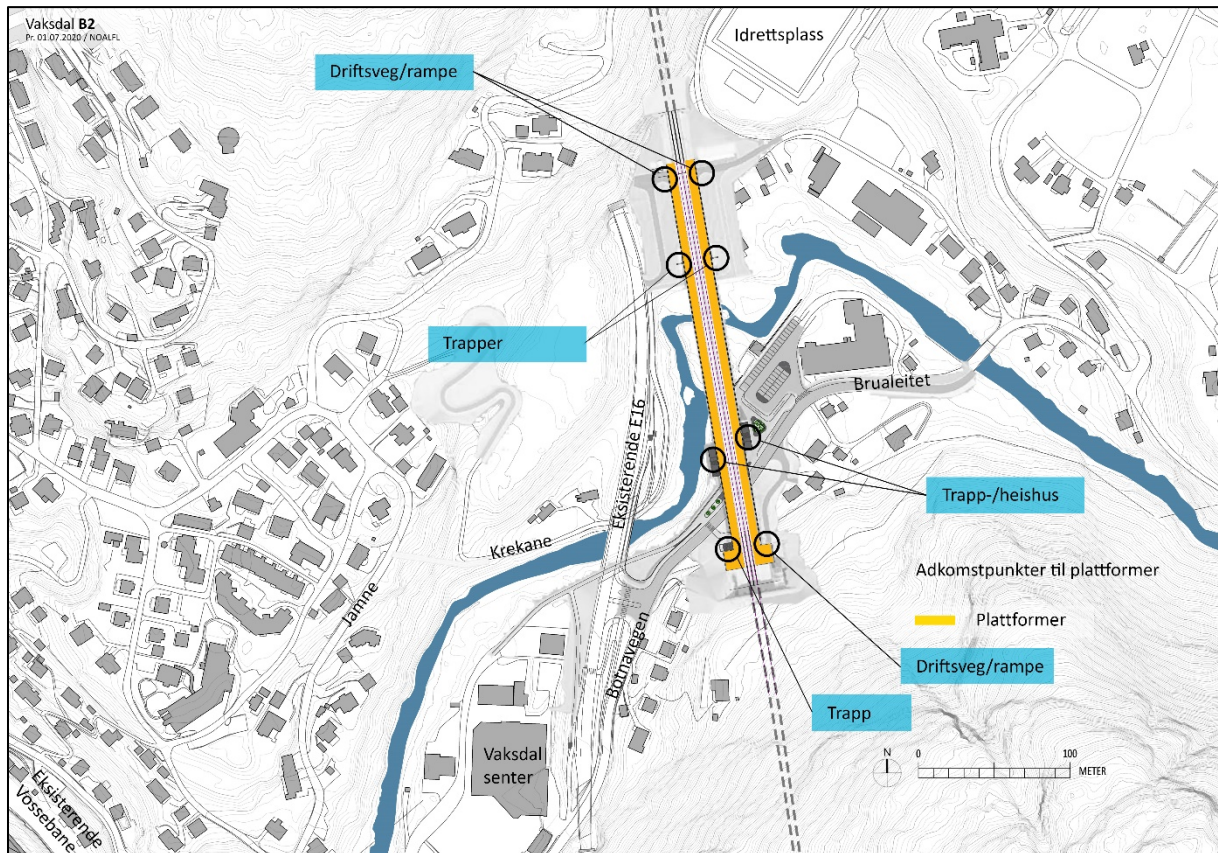 Vaksdal B2
Pr. 01.07.2020 / NOALFL
Idrettsplass
Driftsveg/rampe
Trapper
Brualeitet
Eksisterende E16
Trapp-/heishus
Krekane
Adkomstpunkter til plattformer
Jamne
Plattformer
Botnavegen
Driftsveg/rampe
Trapp
Vaksdal
senter
N
0
100
METER
Eksisterende
Vossebane